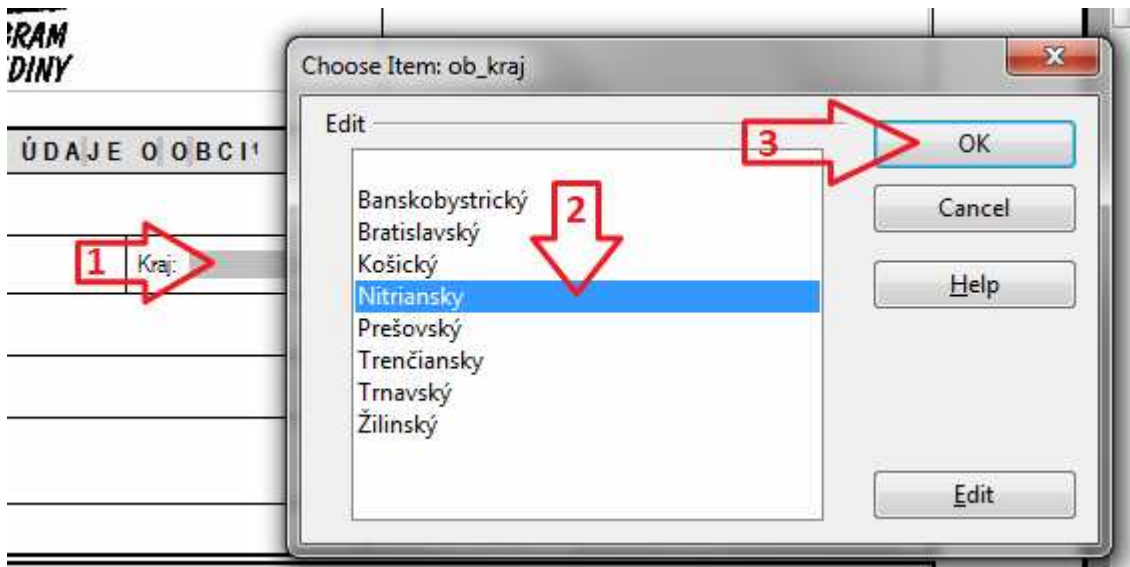 DINY
Choose Item: ob_kraj
Edit
3
OK
ÚDAJE O OBCI¹
Banskobystrický
2
Cancel
Bratislavský
1
Kraj:
Košický
Help
Nitriansky
Prešovský
Trenčiansky
Trnavský
Žilinský
Edit